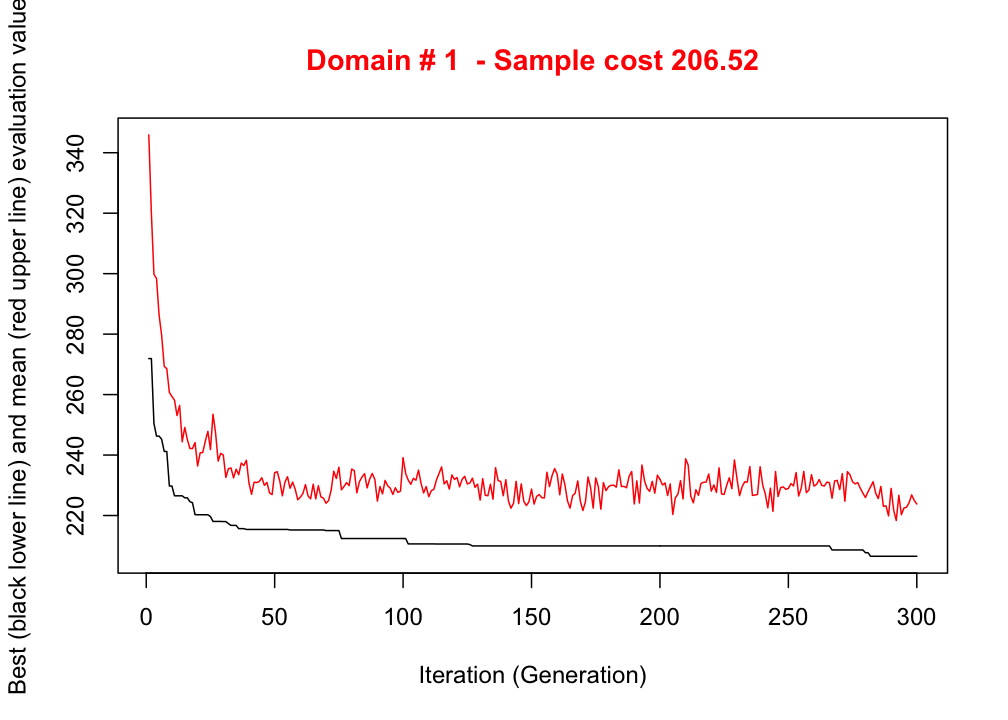 Domain # 1  - Sample cost 206.52
Best (black lower line) and mean (red upper line) evaluation value
340
320
300
280
260
240
220
0 50 100 150 200 250 300
Iteration (Generation)